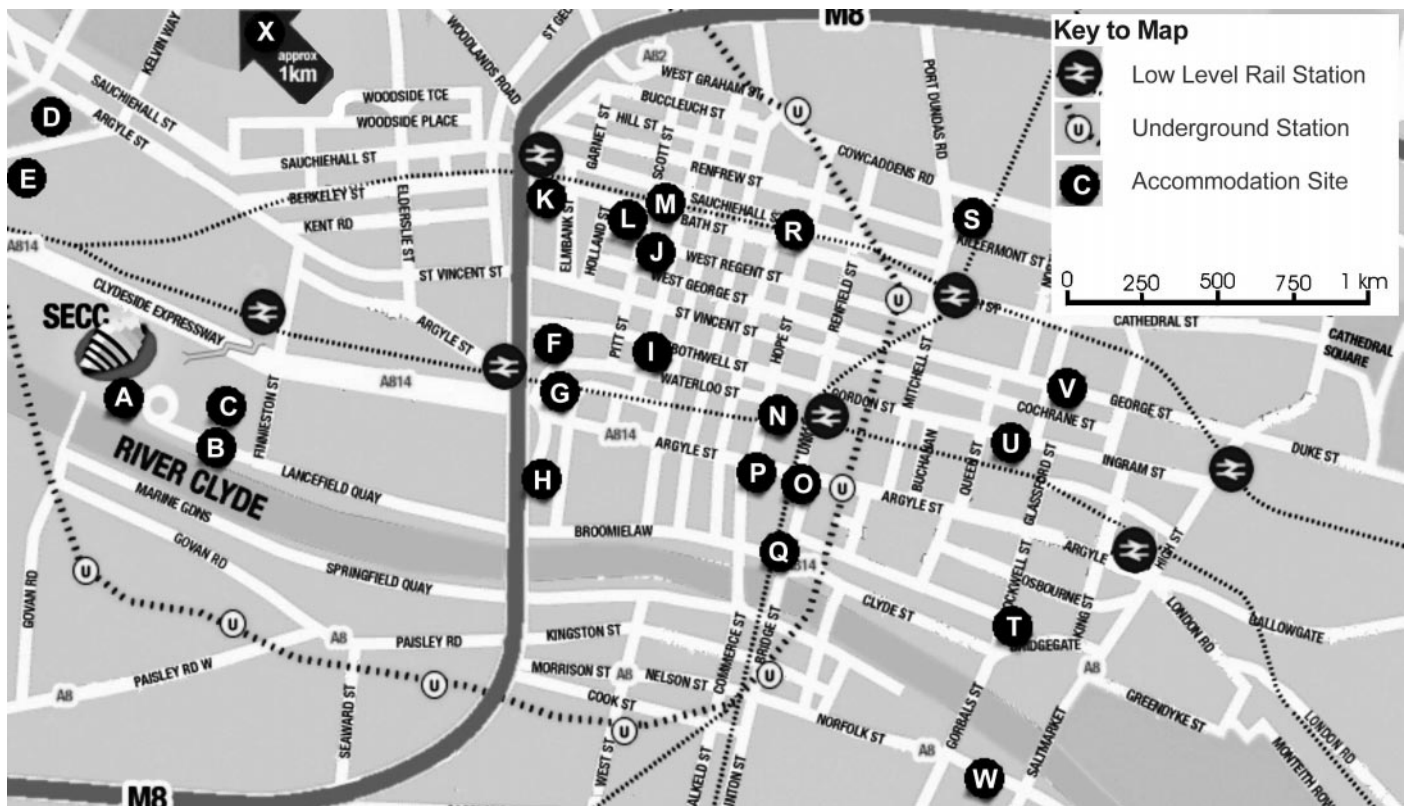 M8
Key to Map
Low Level Rail Station
Underground Station
Accommodation Site
0 250 500 750 1 km
X
approx
1km
KELVIN WAY
WOODLANDS ROAD
A82
WEST GRAHAM ST
PORT DUNDAS RD
SAUCHIEHALL ST
ARGYLE ST
WOODSIDE TCE
WOODSIDE PLACE
BUCCLEUCH ST
HILL ST
GARNET ST
SCOTT ST
U
D
E
SAUCHIEHALL ST
BERKELEY ST
KENT RD
ELDERSLIE ST
RENFREW ST
COWCADDENS RD
SAUCHIEHALL ST
BATH ST
K
L
M
J
R
S
KILLERMONT ST
ELMBANK ST
HOLLAND ST
WEST REGENT ST
WEST GEORGE ST
ST VINCENT ST
ST VINCENT ST
A814
CLYDESIDE EXPRESSWAY
SECC
ARGYLE ST
PITT ST
HOPE ST
RENFIELD ST
U
MITCHELL ST
CATHEDRAL ST
CATHEDRAL
SQUARE
F
I
BOTHWELL ST
WATERLOO ST
G
A814
N
GORDON ST
V
GEORGE ST
COCHRANE ST
A
C
B
FINNIESTON ST
A814
ARGYLE ST
BUCHANAN
QUEEN ST
U
GLASSFORD ST
INGRAM ST
DUKE ST
RIVER CLYDE
LANCEFIELD QUAY
H
P
O
U
ARGYLE ST
MARINE GDNS
GOVAN RD
BROOMIELAW
Q
ARGYLE
HIGH ST
GOVAN RD
U
SPRINGFIELD QUAY
CLYDE ST
KING ST
T
BRIDGEGATE
LONDON RD
U
A8
PAISLEY RD
KINGSTON ST
COMMERCE ST
BRIDGE ST
A8
PAISLEY RD W
A8
U
MORRISON ST
A8
NELSON ST
U
COOK ST
GREENDYKE ST
SEAWARD ST
WEST ST
U
NORFOLK ST
A8
GORBALS ST
SALTMARKET
LONDON RD
W
M8